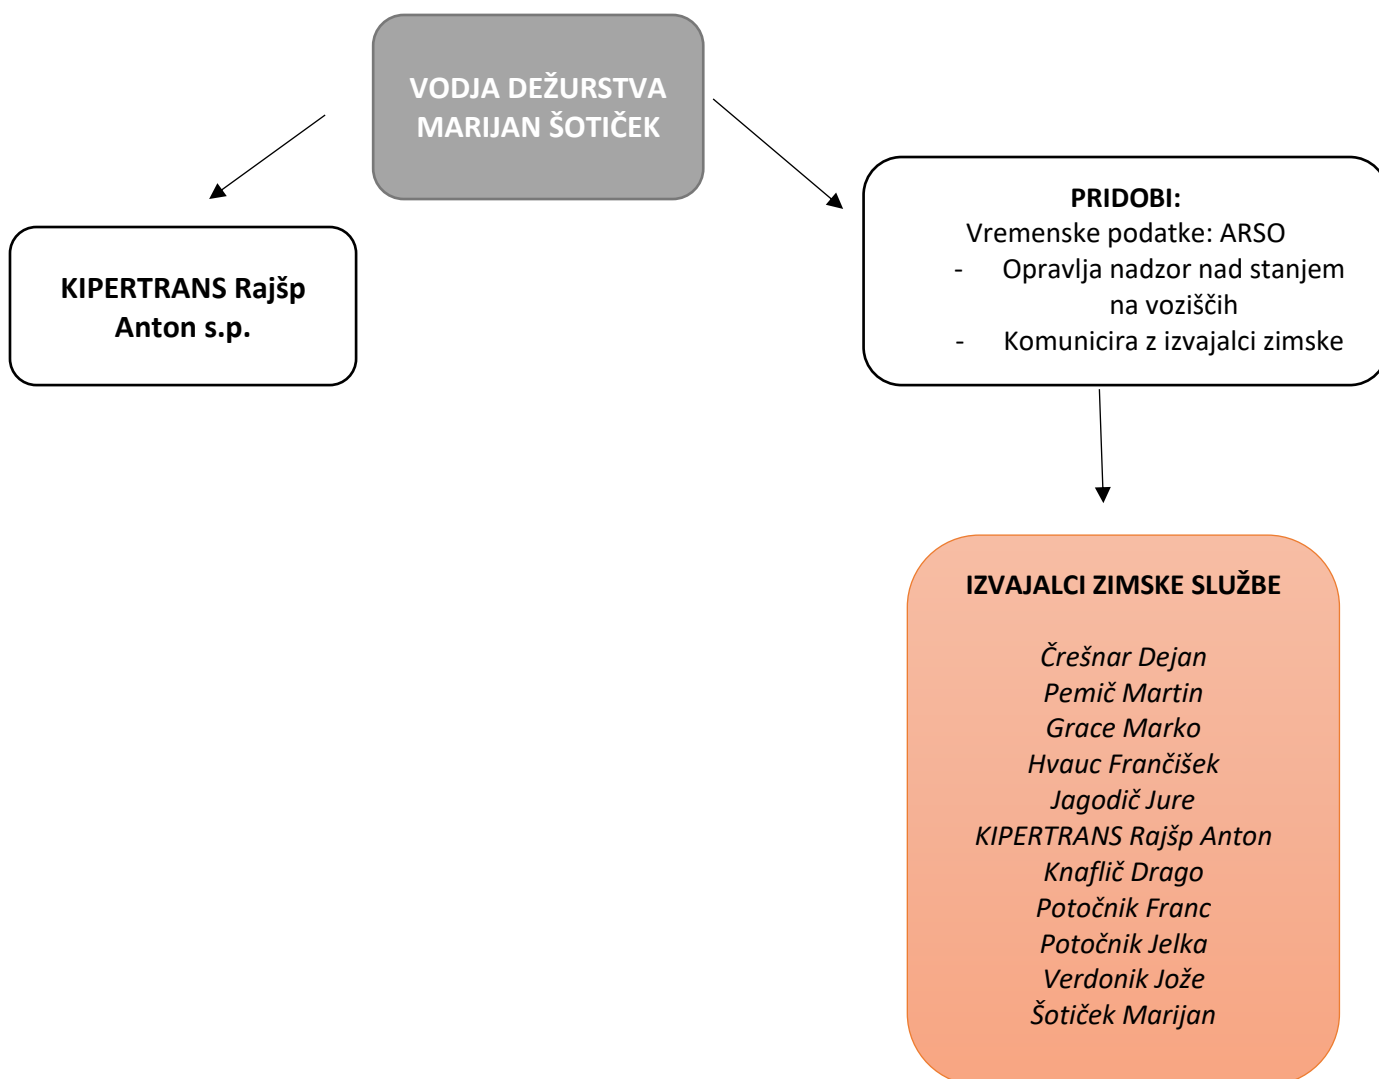 VODJA DEŽURSTVA
MARIJAN ŠOTIČEK
KIPERTRANS Rajšp
Anton s.p.
PRIDOBI:
Vremenske podatke: ARSO
- Opravlja nadzor nad stanjem
na voziščih
- Komunicira z izvajalci zimske
IZVAJALCI ZIMSKE SLUŽBE
Črešnar Dejan
Pemič Martin
Grace Marko
Hvauc Frančišek
Jagodič Jure
KIPERTRANS Rajšp Anton
Knaflič Drago
Potočnik Franc
Potočnik Jelka
Verdonik Jože
Šotiček Marijan